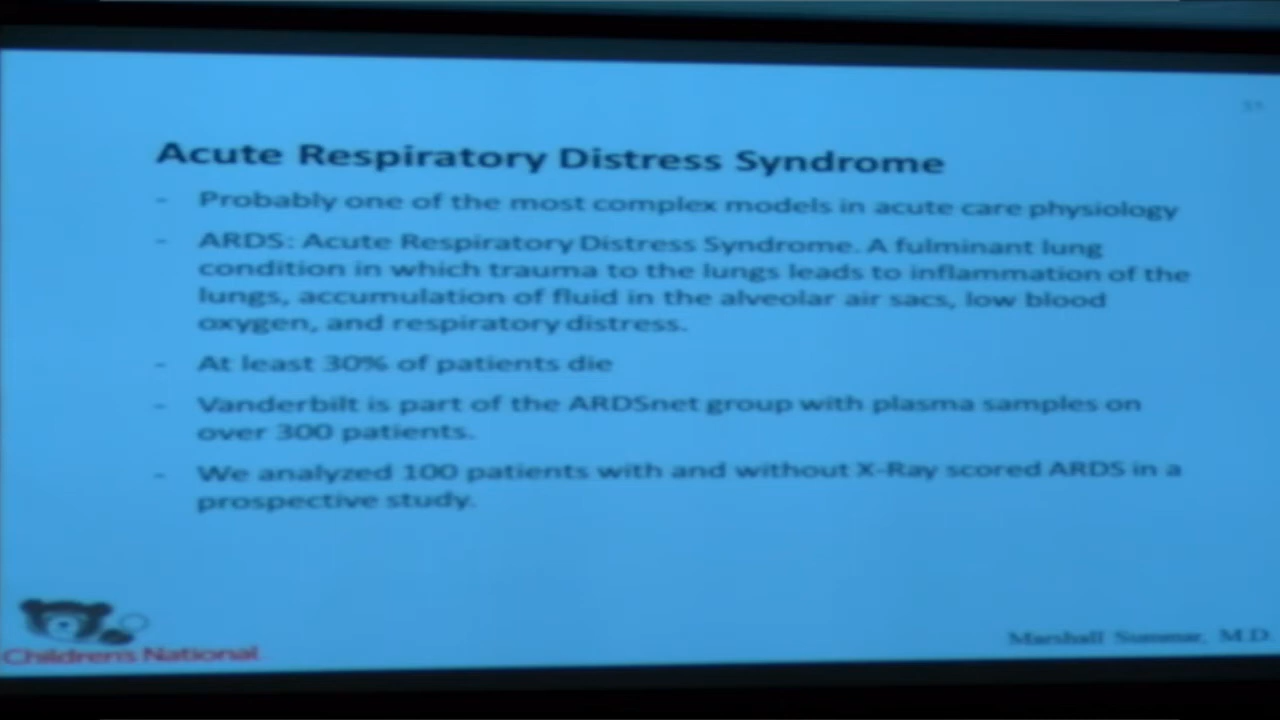 Acute Respiratory Distress Syndrome
- Probably one of the most complex models in acute care physiology
- ARDS: Acute Respiratory Distress Syndrome. A fulminant lung
condition in which trauma to the lungs leads to inflammation of the
lungs, accumulation of fluid in the alveolar air sacs, low blood
oxygen, and respiratory distress.
- At least 30% of patients die
- Vanderbilt is part of the ARDSnet group with plasma samples on
over 300 patients.
- We analyzed 100 patients with and without X-Ray scored ARDS in a
prospective study.
Children's National
Marshall Summar, M.D.